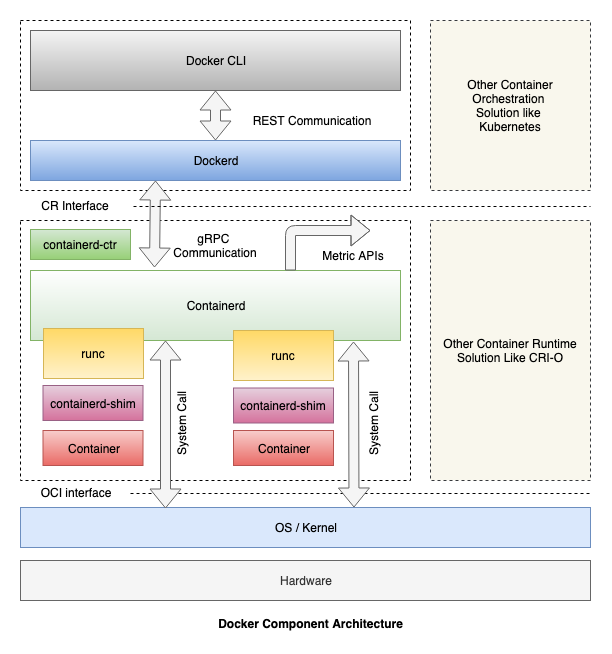 Docker CLI
Other Container
Orchestration
Solution like
Kubernetes
REST Communication
Dockerd
CR Interface
containerd-ctr
gRPC
Communication
Metric APIs
Containerd
Other Container Runtime
Solution Like CRI-O
runc
runc
containerd-shim
containerd-shim
System Call
System Call
Container
Container
OCI interface
OS / Kernel
Hardware
Docker Component Architecture